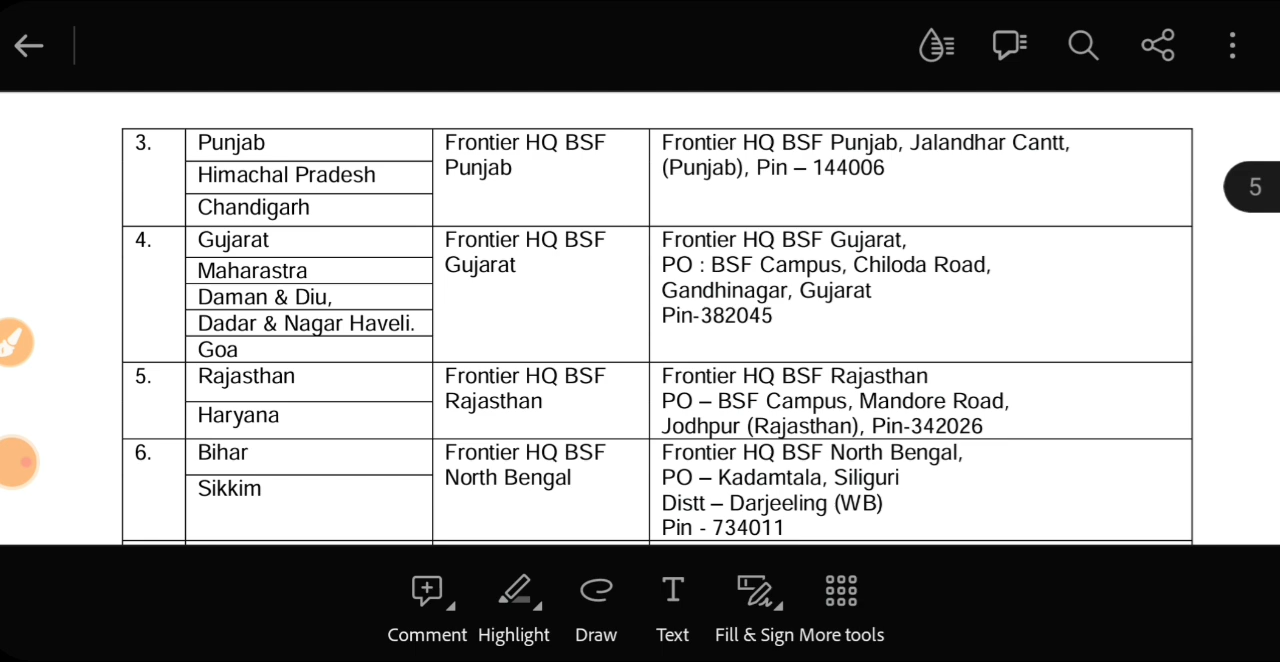 5
3.
Punjab
Himachal Pradesh
Chandigarh
Frontier HQ BSF
Punjab
Frontier HQ BSF Punjab, Jalandhar Cantt,
(Punjab), Pin – 144006
4.
Gujarat
Maharastra
Daman & Diu,
Dadar & Nagar Haveli.
Goa
Frontier HQ BSF
Gujarat
Frontier HQ BSF Gujarat,
PO : BSF Campus, Chiloda Road,
Gandhinagar, Gujarat
Pin-382045
5.
Rajasthan
Haryana
Frontier HQ BSF
Rajasthan
Frontier HQ BSF Rajasthan
PO – BSF Campus, Mandore Road,
Jodhpur (Rajasthan), Pin-342026
6.
Bihar
Sikkim
Frontier HQ BSF
North Bengal
Frontier HQ BSF North Bengal,
PO – Kadamtala, Siliguri
Distt – Darjeeling (WB)
Pin - 734011
Comment Highlight Draw Text Fill & Sign More tools